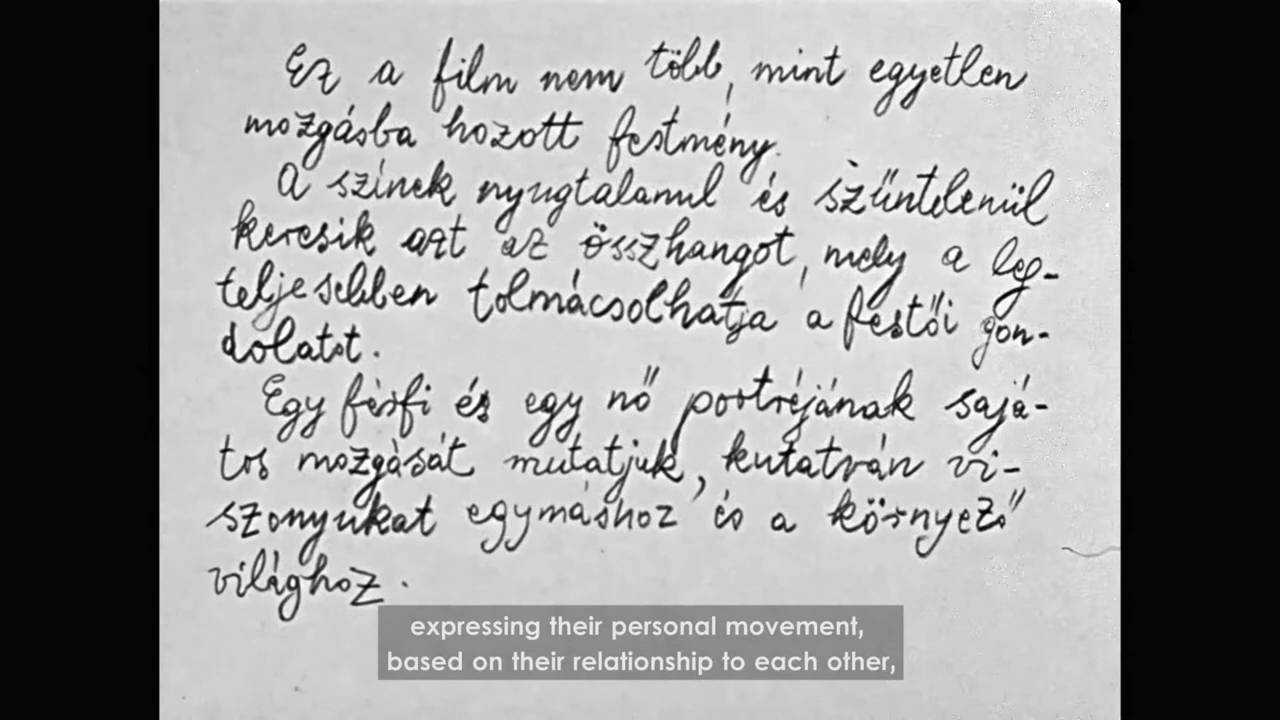 Ez a film nem több, mint egyetlen
mozgásba hozott festmény.
A színek nyugtalanul és szűntelenül
keresik azt az összhangot, mely a leg-
teljesebben tolmácsolhatja a festői gon-
dolatot.
Egy férfi és egy nő portréjának sajá-
tos mozgását mutatjuk, kutatván vi-
szonyukat egymáshoz és a környező
világhoz.
expressing their personal movement,
based on their relationship to each other,